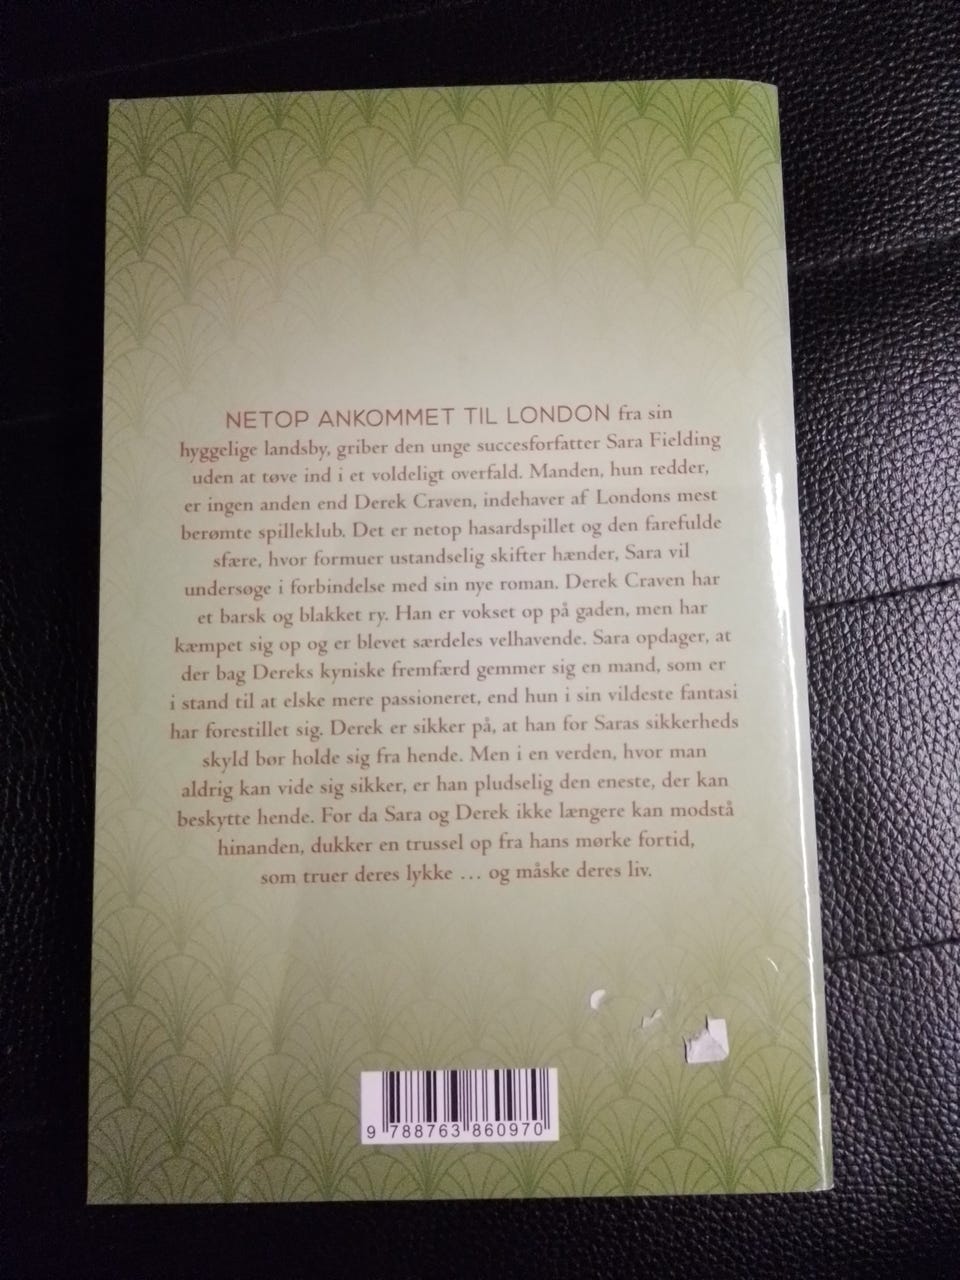 NETOP ANKOMMET TIL LONDON fra sin
hyggelige landsby, griber den unge succesforfatter Sara Fielding
uden at tøve ind i et voldeligt overfald. Manden, hun redder,
er ingen anden end Derek Craven, indehaver af Londons mest
berømte spilleklub. Det er netop hasardspillet og den farefulde
sfære, hvor formuer ustandselig skifter hænder, Sara vil
undersøge i forbindelse med sin nye roman. Derek Craven har
et barsk og blakket ry. Han er vokset op på gaden, men har
kæmpet sig op og er blevet særdeles velhavende. Sara opdager, at
der bag Dereks kyniske fremfærd gemmer sig en mand, som er
i stand til at elske mere passioneret, end hun i sin vildeste fantasi
har forestillet sig. Derek er sikker på, at han for Saras sikkerheds
skyld bør holde sig fra hende. Men i en verden, hvor man
aldrig kan vide sig sikker, er han pludselig den eneste, der kan
beskytte hende. For da Sara og Derek ikke længere kan modstå
hinanden, dukker en trussel op fra hans mørke fortid,
som truer deres lykke … og måske deres liv.
9 788763 860970